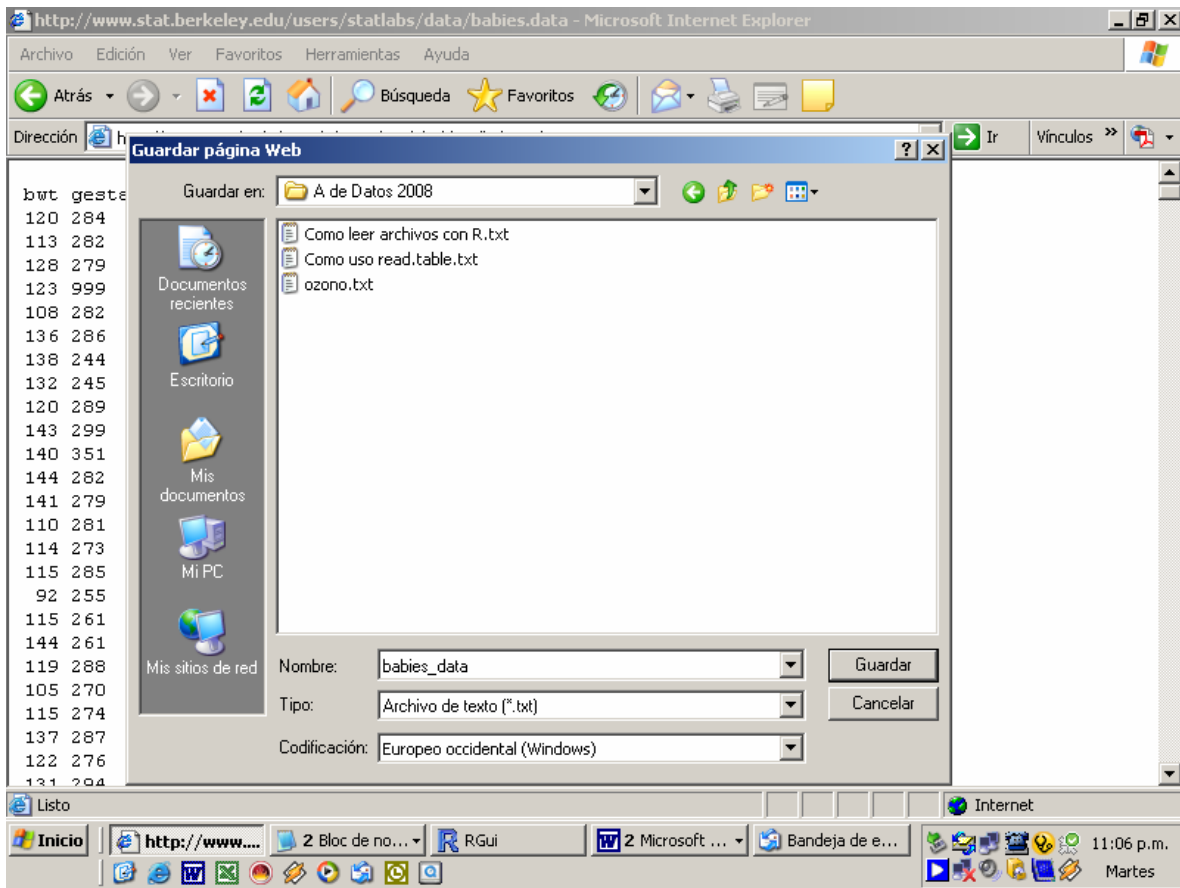 http://www.stat.berkeley.edu/users/statlabs/data/babies.data - Microsoft Internet Explorer
Archivo Edición Ver Favoritos Herramientas Ayuda
Atrás Búsqueda Favoritos
Dirección Ir Vínculos »
Guardar página Web
Guardar en: A de Datos 2008
Como leer archivos con R.txt
Como uso read.table.txt
ozono.txt
Documentos recientes
Escritorio
Mis documentos
Mi PC
Mis sitios de red
Nombre: babies_data Guardar
Tipo: Archivo de texto (*.txt) Cancelar
Codificación: Europeo occidental (Windows)
bwt gesta
120 284
113 282
128 279
123 999
108 282
136 286
138 244
132 245
120 289
143 299
140 351
144 282
141 279
110 281
114 273
115 285
92 255
115 261
144 261
119 288
105 270
115 274
137 287
122 276
131 294
Listo Internet
Inicio http://www.... 2 Bloc de no... RGui 2 Microsoft ... Bandeja de e... 11:06 p.m.
Martes